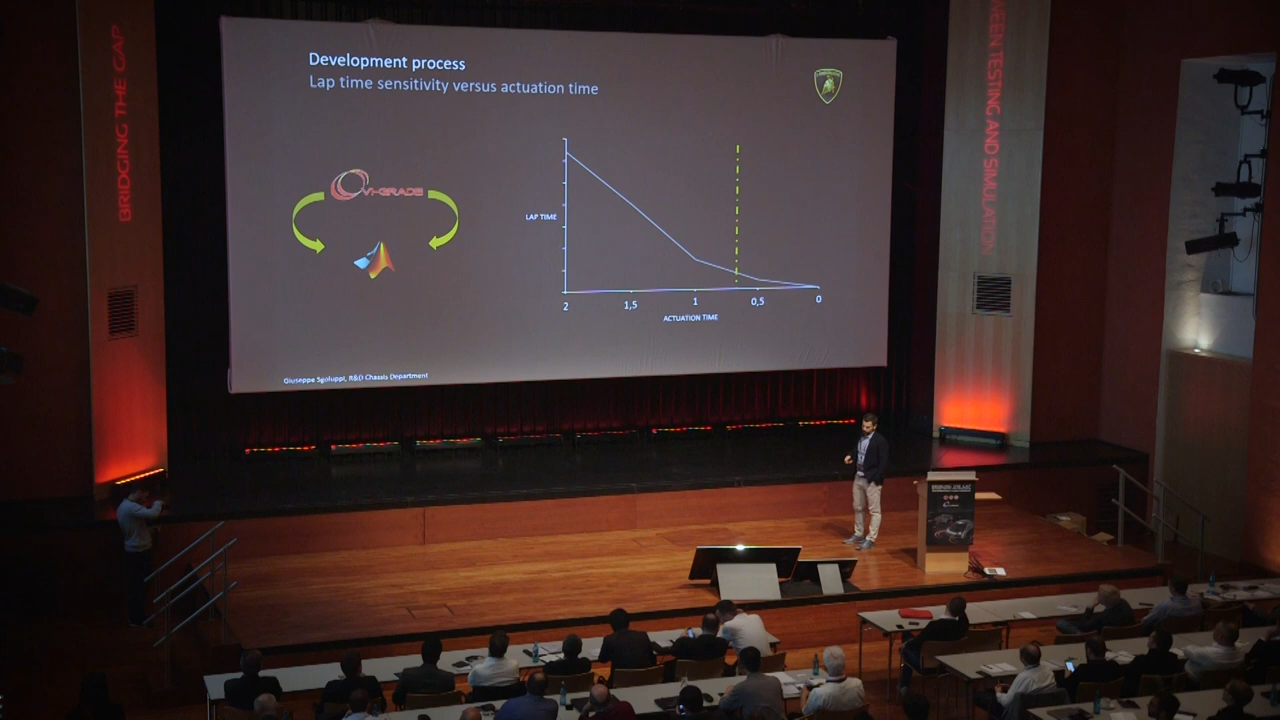 BRIDGING THE GAP
Development process
Lap time sensitivity versus actuation time
VI-GRADE
LAP TIME
2
1,5
1
0,5
0
ACTUATION TIME
Giuseppe Sgoluppi, R&D Chassis Department
WEEN TESTING AND SIMULATION